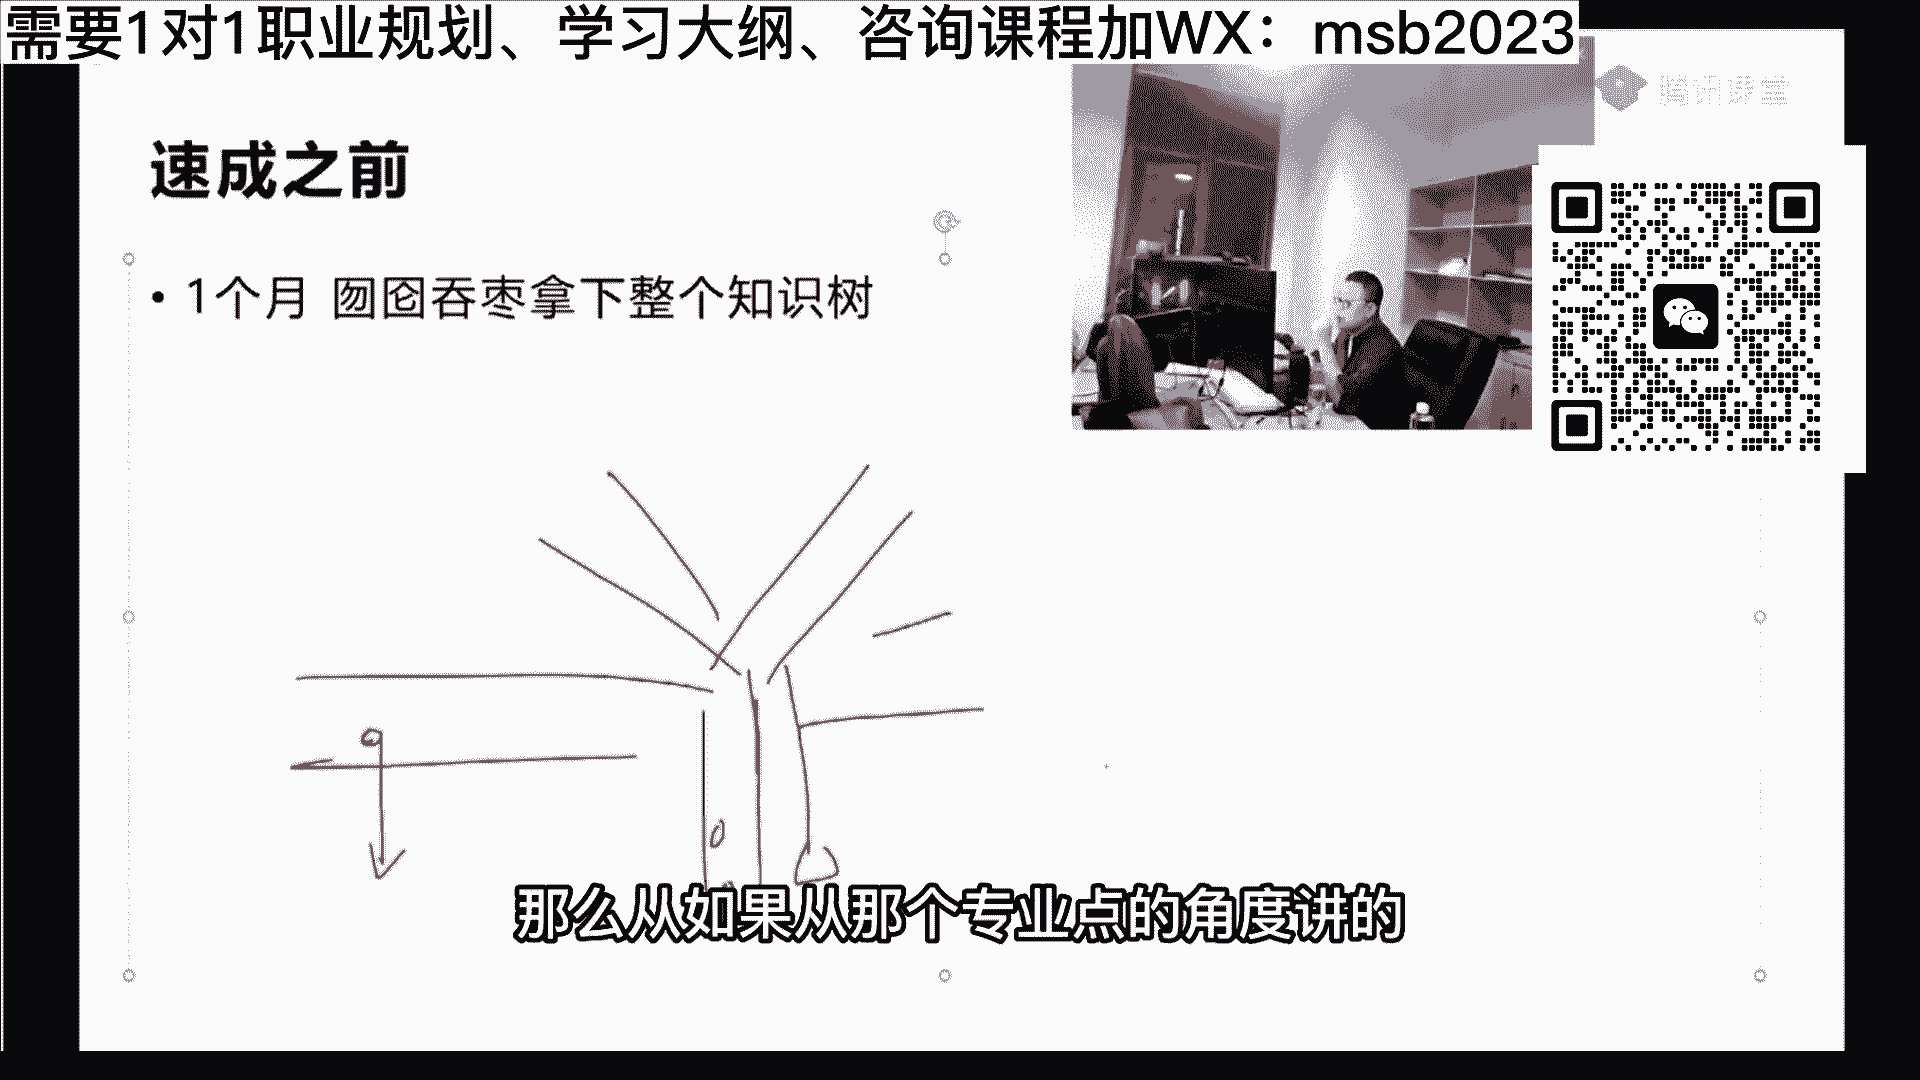 需要1对1职业规划、学习大纲、咨询课程加WX：msb2023
腾讯课堂
速成之前
• 1个月 囫囵吞枣拿下整个知识树
那么从如果从那个专业点的角度讲的